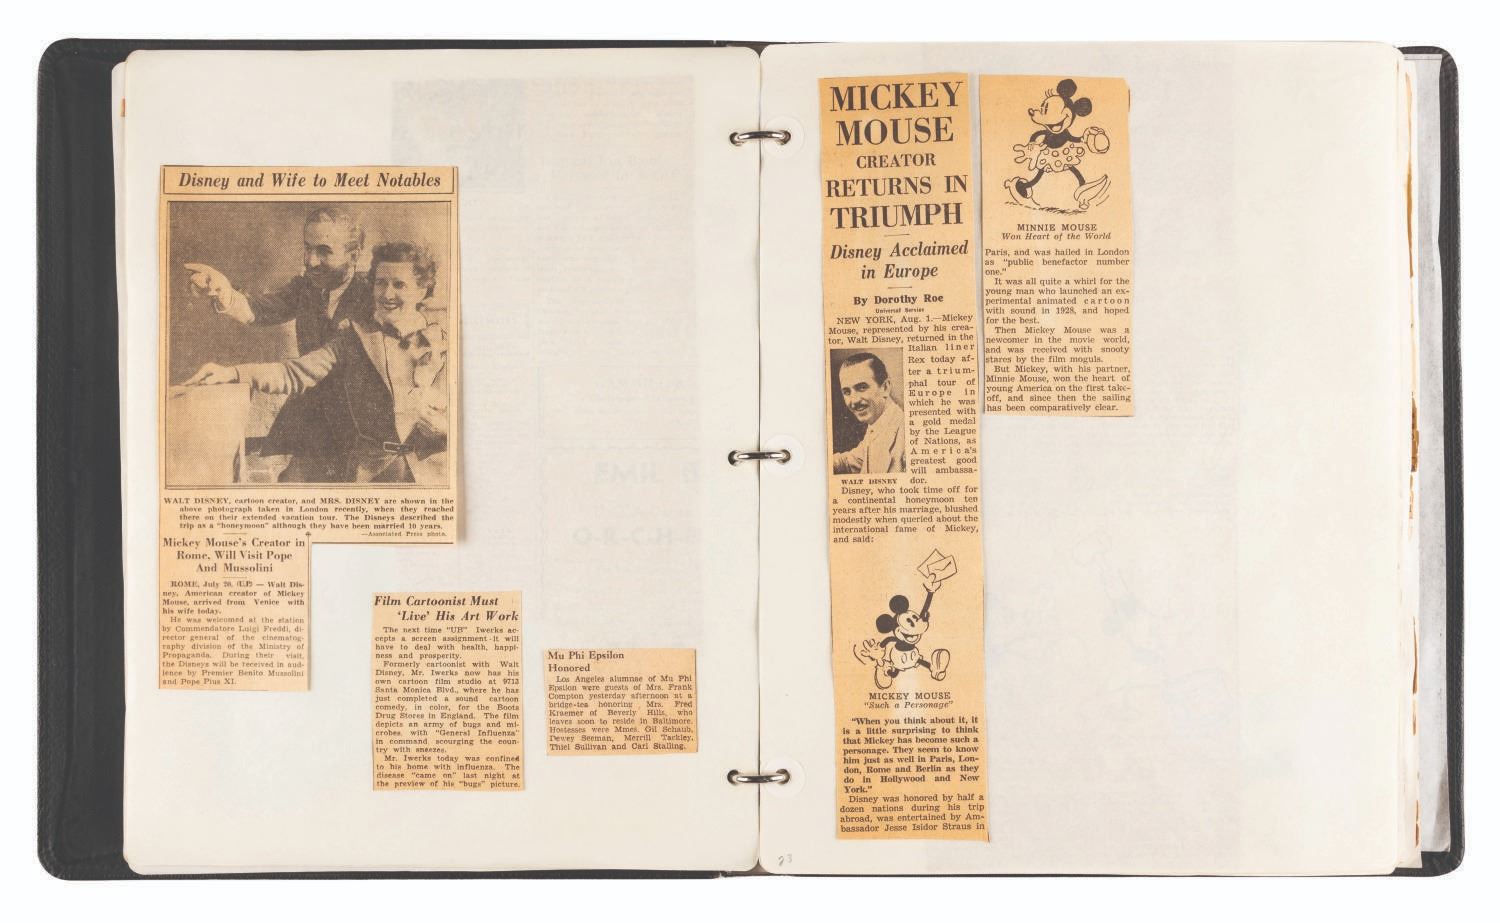 Disney and Wife to Meet Notables
WALT DISNEY, cartoon creator, and MRS. DISNEY are shown in the
above photograph taken in London recently, when they reached
there on their extended vacation tour. The Disneys described the
trip as a "honeymoon" although they have been married 10 years.
—Associated Press photo.
Mickey Mouse's Creator in
Rome, Will Visit Pope
And Mussolini
ROME, July 20. (U.P.) — Walt Dis-
ney, American creator of Mickey
Mouse, arrived from Venice with
his wife today.
He was welcomed at the station
by Commendatore Luigi Freddi, di-
rector general of the cinematog-
raphy division of the Ministry of
Propaganda. During their visit,
the Disneys will be received in aud-
ience by Premier Benito Mussolini
and Pope Pius XI.
Film Cartoonist Must
'Live' His Art Work
The next time "UB" Iwerks ac-
cepts a screen assignment it will
have to deal with health, happi-
ness and prosperity.
Formerly cartoonist with Walt
Disney, Mr. Iwerks now has his
own cartoon film studio at 9713
Santa Monica Blvd., where he has
just completed a sound cartoon
comedy, in color, for the Boots
Drug Stores in England. The film
depicts an army of bugs and mi-
crobes, with "General Influenza"
in command scourging the coun-
try with sneezes.
Mr. Iwerks today was confined
to his home with influenza. The
disease "came on" last night at
the preview of his "bugs" picture.
Mu Phi Epsilon
Honored
Los Angeles alumnae of Mu Phi
Epsilon were guests of Mrs. Frank
Compton yesterday afternoon at a
bridge-tea honoring Mrs. Fred
Kraemer of Beverly Hills, who
leaves soon to reside in Baltimore.
Hostesses were Mmes. Gil Schaub,
Dewey Seeman, Merrill Tackley,
Thiel Sullivan and Carl Stalling.
MICKEY
MOUSE
CREATOR
RETURNS IN
TRIUMPH
Disney Acclaimed
in Europe
By Dorothy Roe
Universal Service
NEW YORK, Aug. 1.—Mickey
Mouse, represented by his crea-
tor, Walt Disney, returned in the
Italian liner
Rex today af-
ter a trium-
phal tour of
Europe in
which he was
presented with
a gold medal
by the League
of Nations, as
America's
greatest good
will ambassa-
dor.
WALT DISNEY
Disney, who took time off for
a continental honeymoon ten
years after his marriage, blushed
modestly when queried about the
international fame of Mickey,
and said:
MICKEY MOUSE
"Such a Personage"
"When you think about it, it
is a little surprising to think
that Mickey has become such a
personage. They seem to know
him just as well in Paris, Lon-
don, Rome and Berlin as they
do in Hollywood and New
York."
Disney was honored by half a
dozen nations during his trip
abroad, was entertained by Am-
bassador Jesse Isidor Straus in
MINNIE MOUSE
Won Heart of the World
Paris, and was hailed in London
as "public benefactor number
one."
It was all quite a whirl for the
young man who launched an ex-
perimental animated cartoon
with sound in 1928, and hoped
for the best.
Then Mickey Mouse was a
newcomer in the movie world,
and was received with snooty
stares by the film moguls.
But Mickey, with his partner,
Minnie Mouse, won the heart of
young America on the first take-
off, and since then the sailing
has been comparatively clear.
23